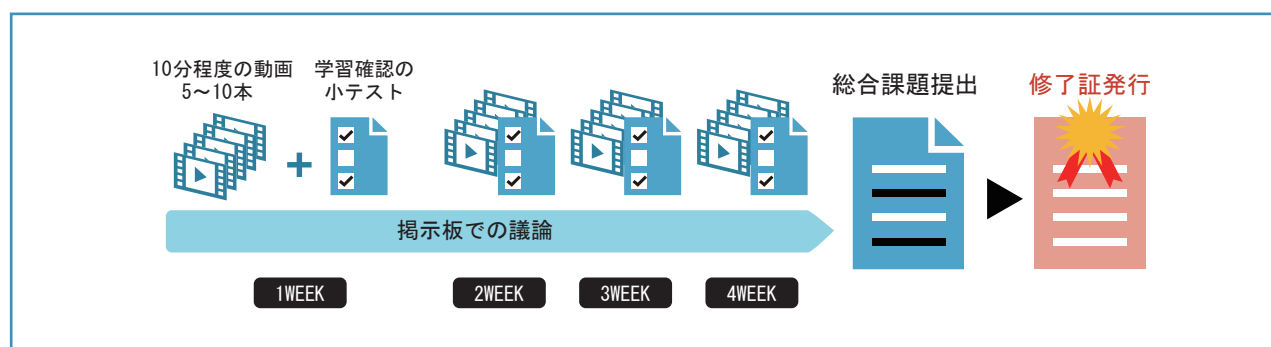 10分程度の動画
5〜10本
学習確認の
小テスト
総合課題提出
修了証発行
掲示板での議論
1WEEK
2WEEK
3WEEK
4WEEK